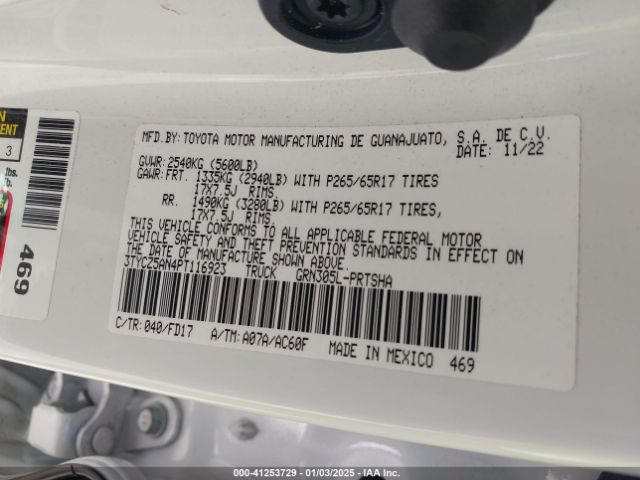 MFD.BY:TOYOTA MOTOR MANUFACTURING DE GUANAJUATO, S.A. DE C.V.
DATE: 11/22
GVWR:2540KG (5600LB)
GAWR:FRT. 1335KG (2940LB) WITH P265/65R17 TIRES
17X7.5J RIMS
RR. 1490KG (3280LB) WITH P265/65R17 TIRES,
17X7.5J RIMS
THIS VEHICLE CONFORMS TO ALL APPLICABLE FEDERAL MOTOR
VEHICLE SAFETY AND THEFT PREVENTION STANDARDS IN EFFECT ON
THE DATE OF MANUFACTURE SHOWN ABOVE.
3TYCZ5AN4PT116923 TRUCK GRN305L-PRTSHA
C/TR:040/FD17 A/TM:A07A/AC60F MADE IN MEXICO 469
3
lbs.
lb.
469
000-41253729 - 01/03/2025 - IAA Inc.